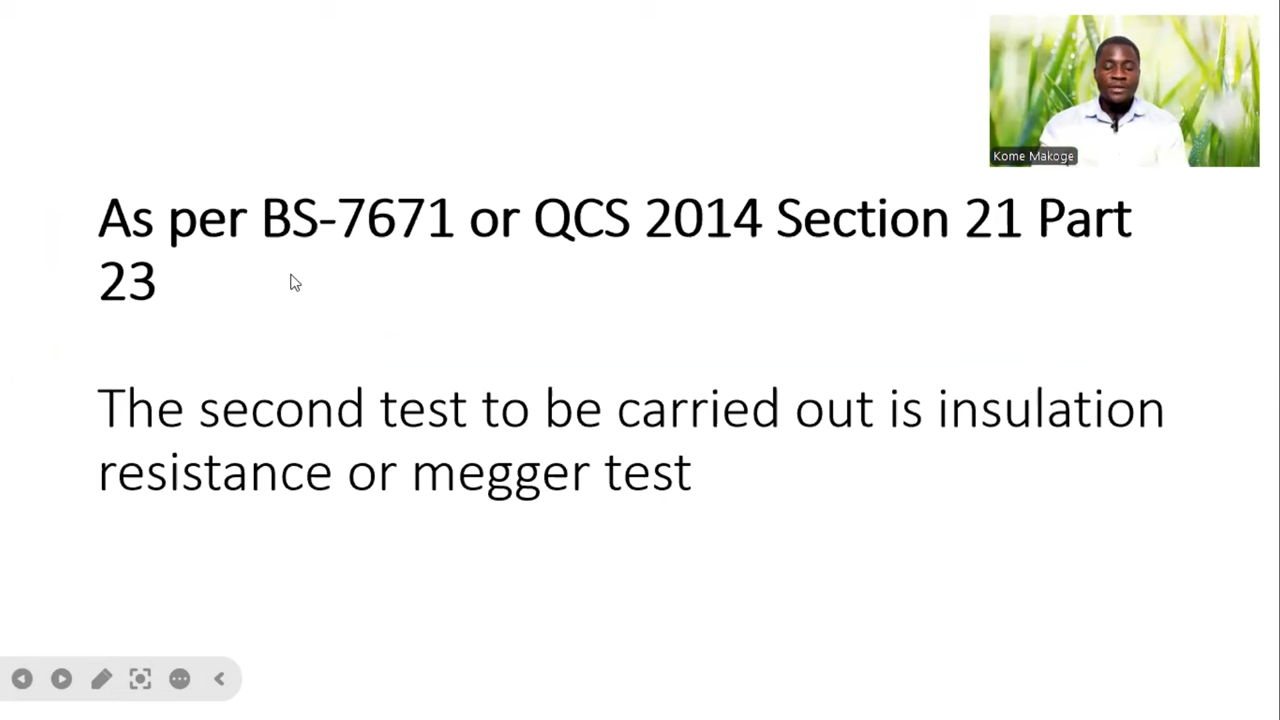 Kome Makoge
As per BS-7671 or QCS 2014 Section 21 Part
23
The second test to be carried out is insulation
resistance or megger test